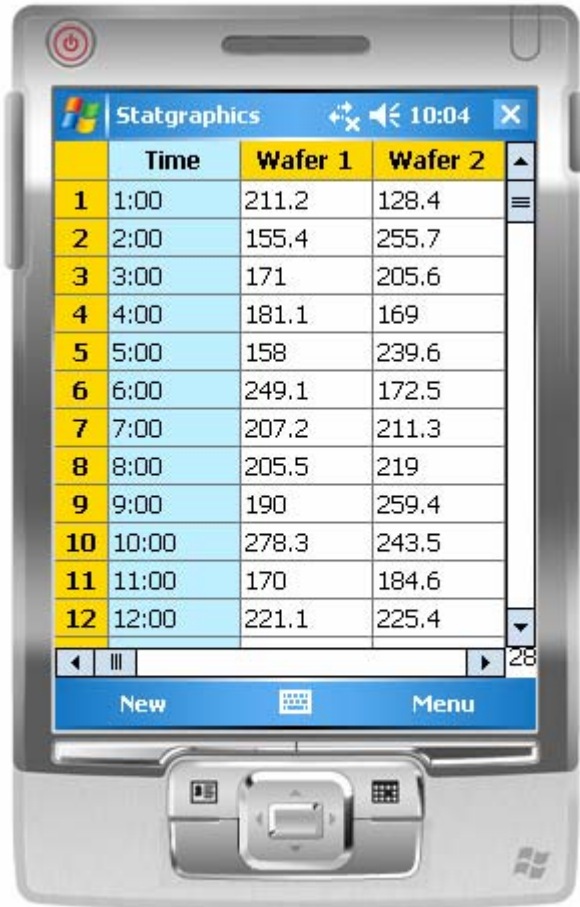 Statgraphics 10:04
Time Wafer 1 Wafer 2
1 1:00 211.2 128.4
2 2:00 155.4 255.7
3 3:00 171 205.6
4 4:00 181.1 169
5 5:00 158 239.6
6 6:00 249.1 172.5
7 7:00 207.2 211.3
8 8:00 205.5 219
9 9:00 190 259.4
10 10:00 278.3 243.5
11 11:00 170 184.6
12 12:00 221.1 225.4
28
New Menu